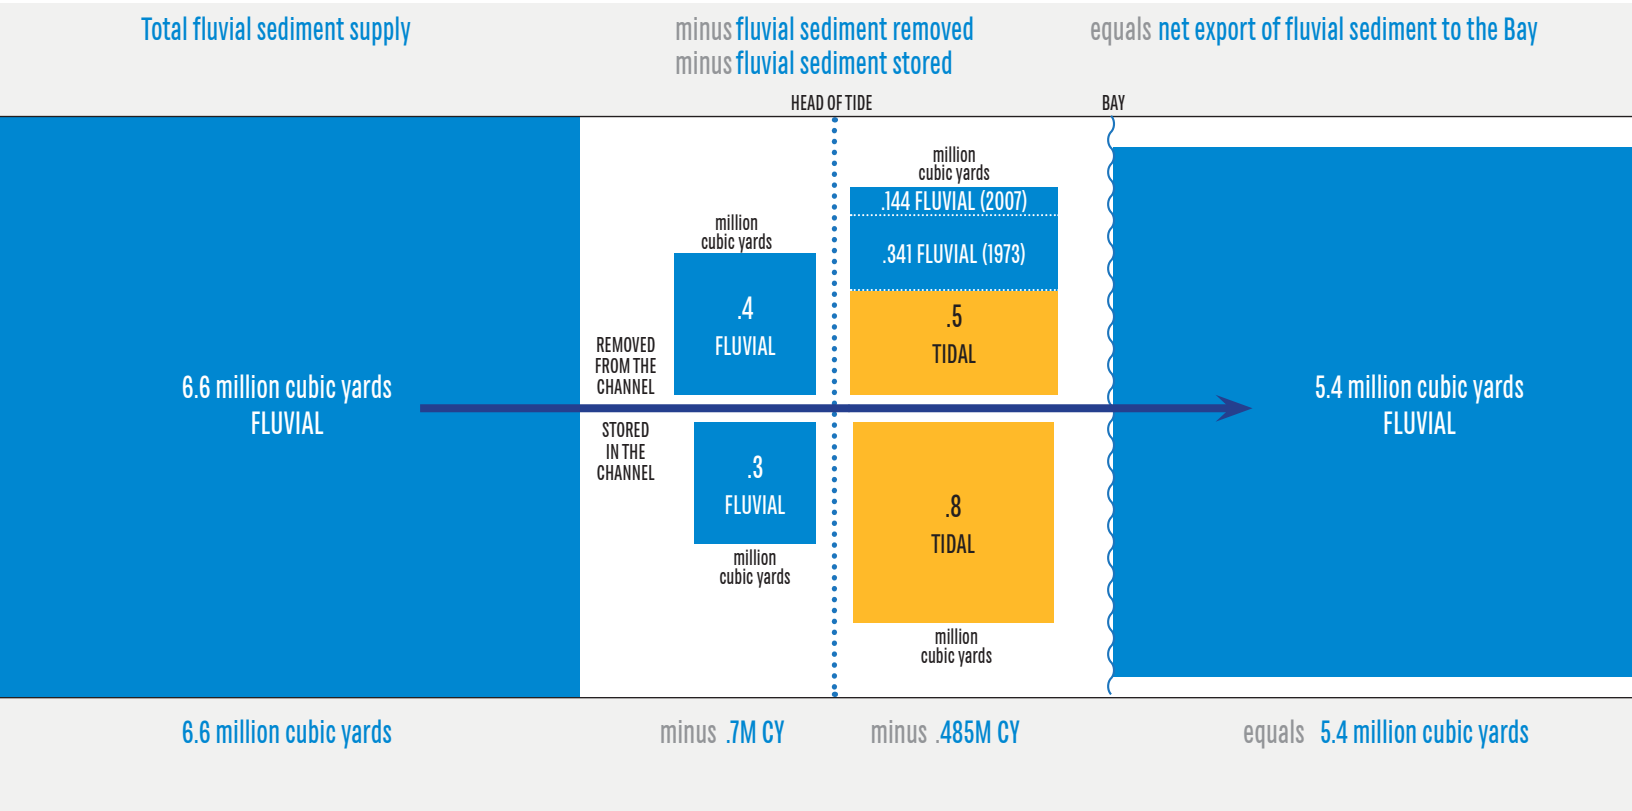 Total fluvial sediment supply
minus fluvial sediment removed
minus fluvial sediment stored
equals net export of fluvial sediment to the Bay
HEAD OF TIDE
BAY
million
cubic yards
.144 FLUVIAL (2007)
.341 FLUVIAL (1973)
.5
TIDAL
million
cubic yards
.4
FLUVIAL
REMOVED
FROM THE
CHANNEL
6.6 million cubic yards
FLUVIAL
5.4 million cubic yards
FLUVIAL
STORED
IN THE
CHANNEL
.3
FLUVIAL
million
cubic yards
.8
TIDAL
million
cubic yards
6.6 million cubic yards
minus .7M CY
minus .485M CY
equals 5.4 million cubic yards